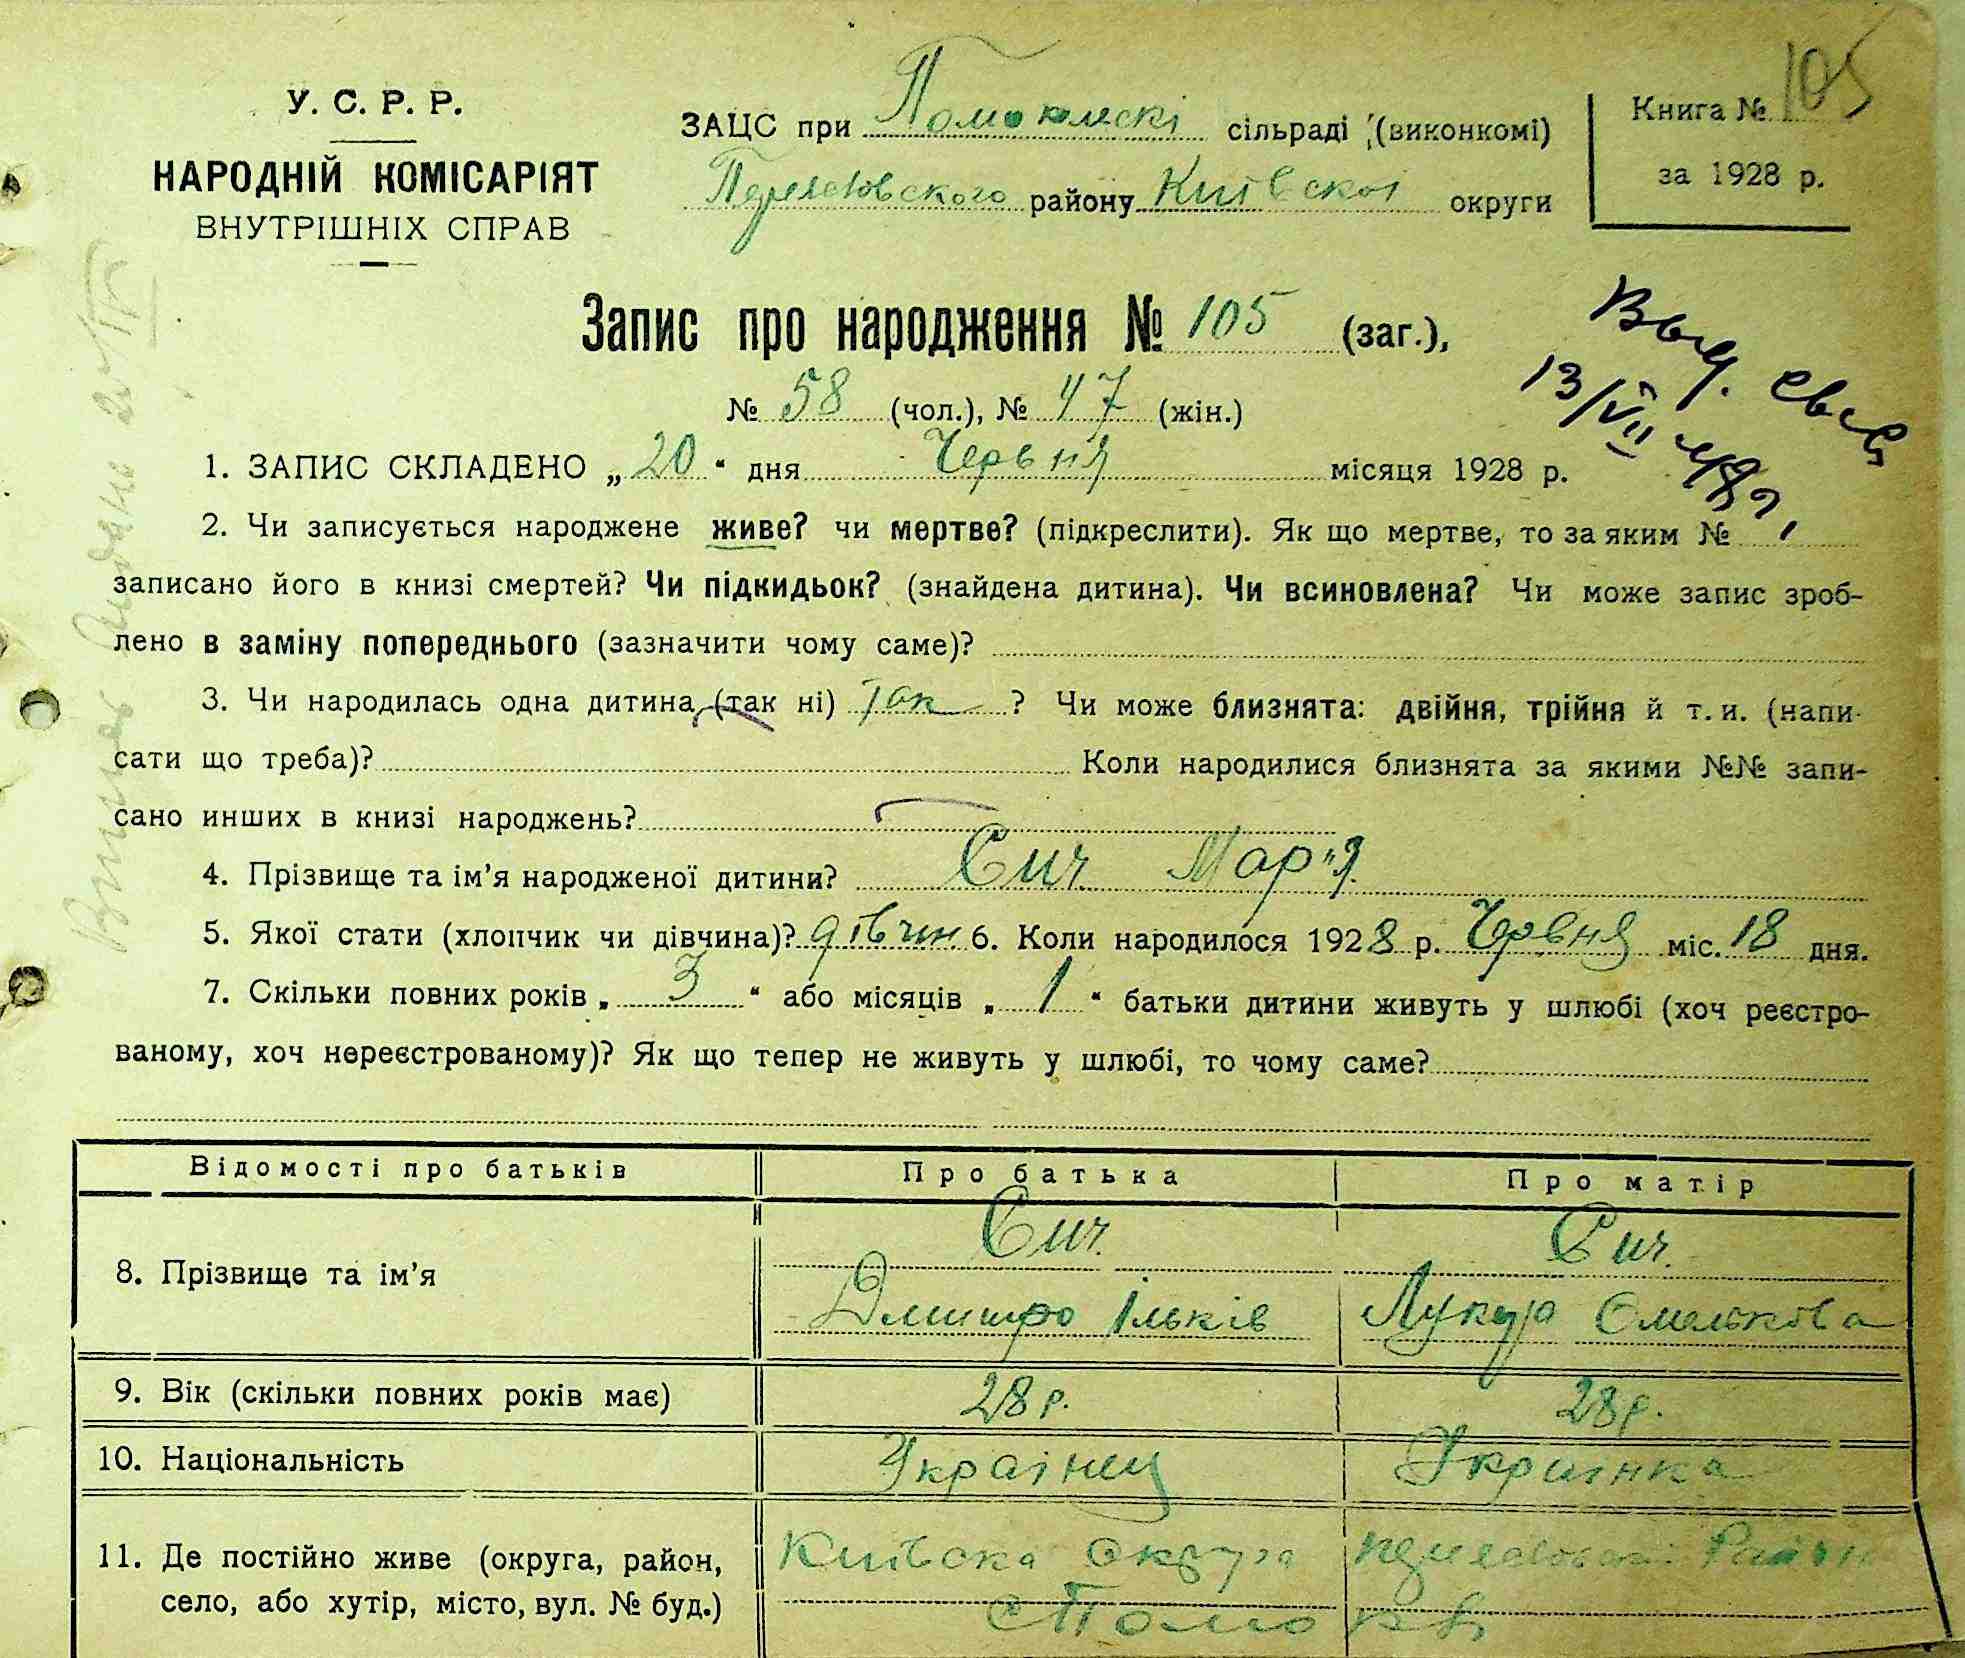 У. С. Р. Р.
НАРОДНІЙ КОМІСАРІЯТ
ВНУТРІШНІХ СПРАВ
ЗАЦС при сільраді (виконкомі)
району Київскої округи
Книга № 105
за 1928 р.
Запис про народження № 105 (заг.),
№ 58 (чол.), № 47 (жін.)
Выд.
13/VII
1. ЗАПИС СКЛАДЕНО „20“ дня Червня місяця 1928 р.
2. Чи записується народжене живе? чи мертве? (підкреслити). Як що мертве, то за яким №
записано його в книзі смертей? Чи підкидьок? (знайдена дитина). Чи всиновлена? Чи може запис зроб-
лено в заміну попереднього (зазначити чому саме)?
3. Чи народилась одна дитина (так ні) Так ? Чи може близнята: двійня, трійня й т. и. (напи-
сати що треба)? Коли народилися близнята за якими №№ запи-
сано инших в книзі народжень?
4. Прізвище та ім’я народженої дитини? Сич Мар"я.
5. Якої стати (хлопчик чи дівчина)? дівчин 6. Коли народилося 1928 р. Червня міс. 18 дня.
7. Скільки повних років „3“ або місяців „1“ батьки дитини живуть у шлюбі (хоч реєстро-
ваному, хоч нереєстрованому)? Як що тепер не живуть у шлюбі, то чому саме?
Відомості про батьків Про батька Про матір
8. Прізвище та ім’я Сич. Сич.
Дмитро Ільків Лукера Омелькова
9. Вік (скільки повних років має) 28 р. 28 р.
10. Національність Українец Українка
11. Де постійно живе (округа, район, Київска округа Район
село, або хутір, місто, вул. № буд.)